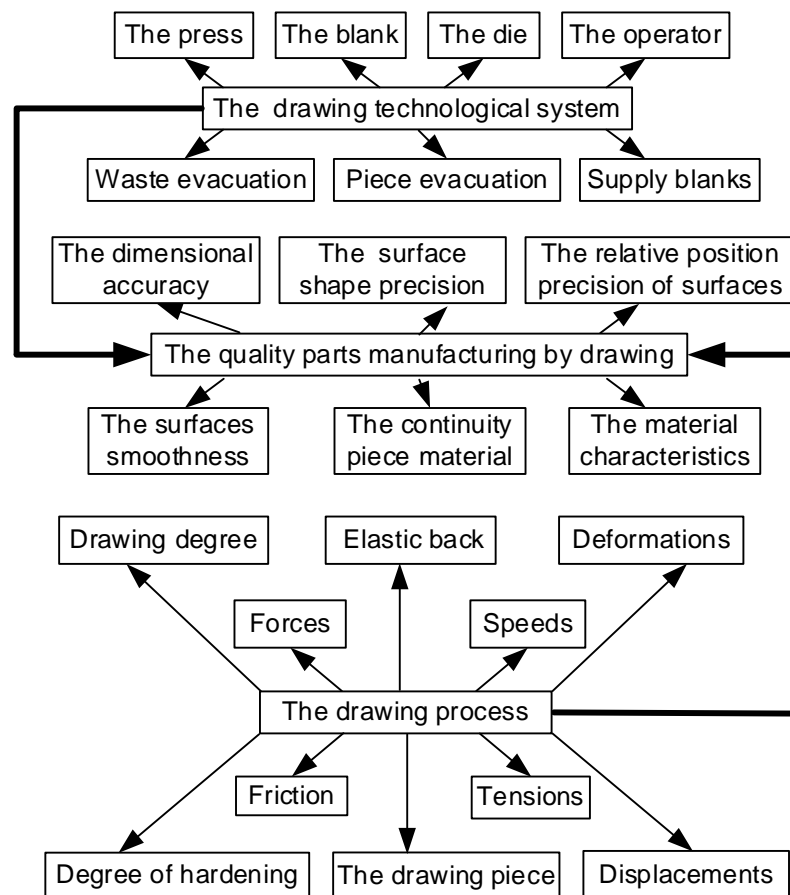 The press
The blank
The die
The operator
The drawing technological system
Waste evacuation
Piece evacuation
Supply blanks
The dimensional
accuracy
The surface
shape precision
The relative position
precision of surfaces
The quality parts manufacturing by drawing
The surfaces
smoothness
The continuity
piece material
The material
characteristics
Drawing degree
Elastic back
Deformations
Forces
Speeds
The drawing process
Friction
Tensions
Degree of hardening
The drawing piece
Displacements